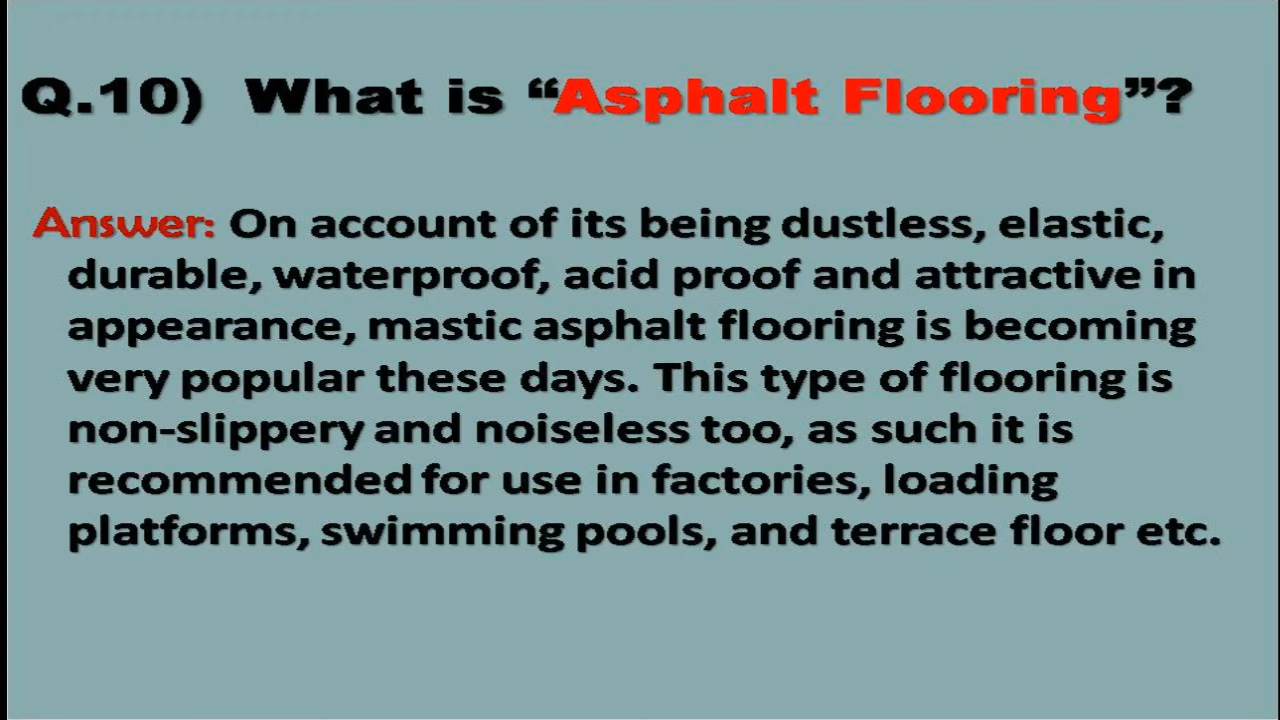 Q.10) What is “Asphalt Flooring”?
Answer: On account of its being dustless, elastic,
durable, waterproof, acid proof and attractive in
appearance, mastic asphalt flooring is becoming
very popular these days. This type of flooring is
non-slippery and noiseless too, as such it is
recommended for use in factories, loading
platforms, swimming pools, and terrace floor etc.